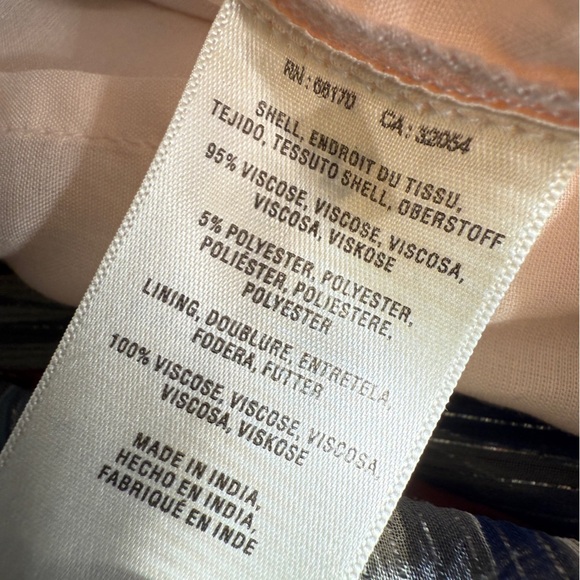 RN: 66170 CA: 32054
SHELL, ENDROIT DU TISSU,
TEJIDO, TESSUTO SHELL, OBERSTOFF
95% VISCOSE, VISCOSE, VISCOSA,
VISCOSA, VISKOSE
5% POLYESTER, POLYESTER,
POLIÉSTER, POLIESTERE,
POLYESTER
LINING, DOUBLURE, ENTRETELA,
FODERA, FUTTER
100% VISCOSE, VISCOSE, VISCOSA,
VISCOSA, VISKOSE
MADE IN INDIA,
HECHO EN INDIA,
FABRIQUÉ EN INDE